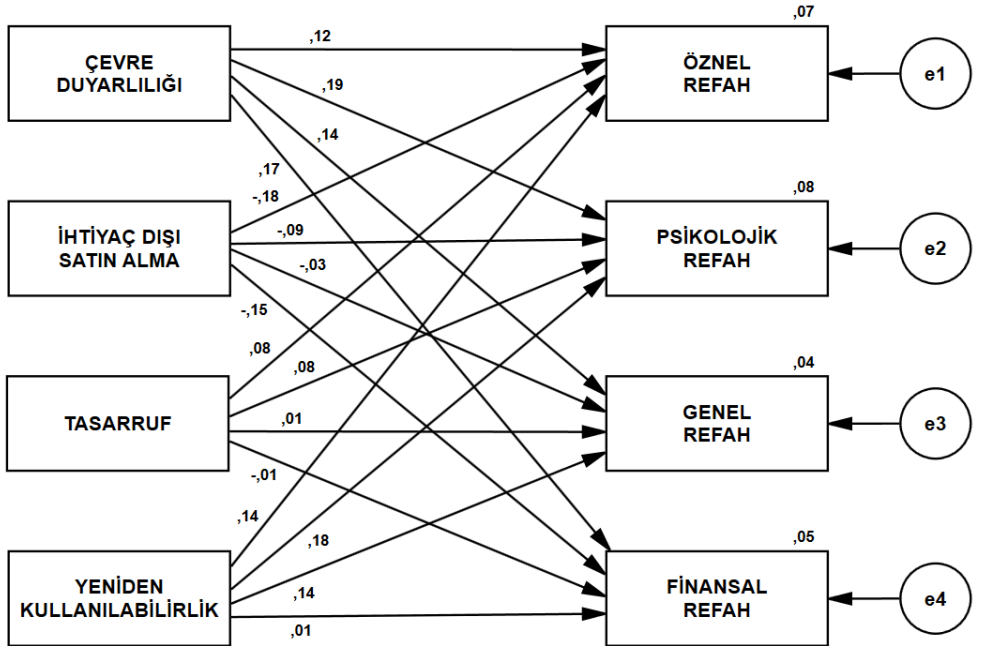 ,07
,12
ÇEVRE
DUYARLILIĞI
ÖZNEL
REFAH
e1
,19
,14
,17
-,18
,08
İHTİYAÇ DIŞI
SATIN ALMA
-,09
PSİKOLOJİK
REFAH
e2
-,03
-,15
,08
,04
,08
TASARRUF
,01
GENEL
REFAH
e3
-,01
,14
,18
,05
YENİDEN
KULLANILABİLİRLİK
,14
FİNANSAL
REFAH
e4
,01